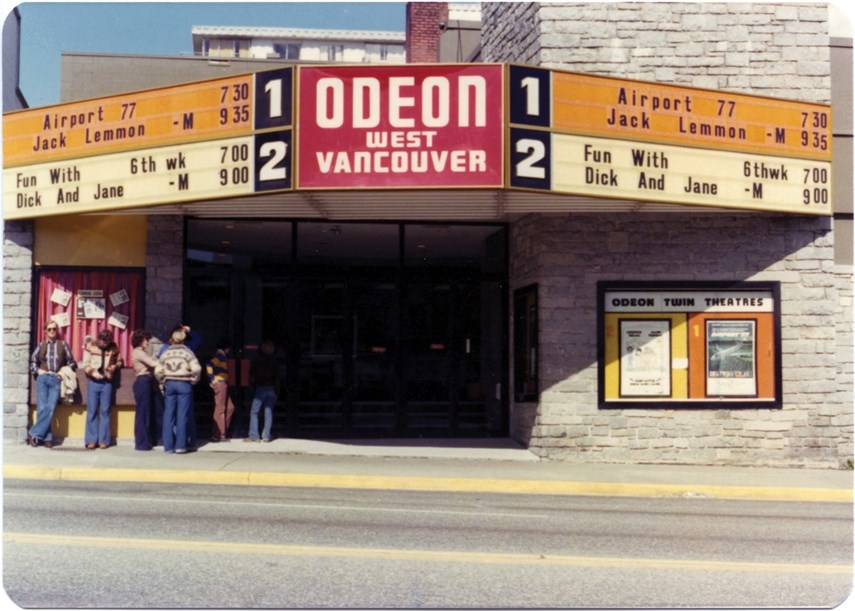 Airport 77 7 30
Jack Lemmon -M 9 35
Fun With 6th wk 7 00
Dick And Jane -M 9 00
1
2
ODEON
WEST
VANCOUVER
1
2
Airport 77 7 30
Jack Lemmon -M 9 35
Fun With 6thwk 7 00
Dick And Jane -M 9 00
ODEON TWIN THEATRES
2
1